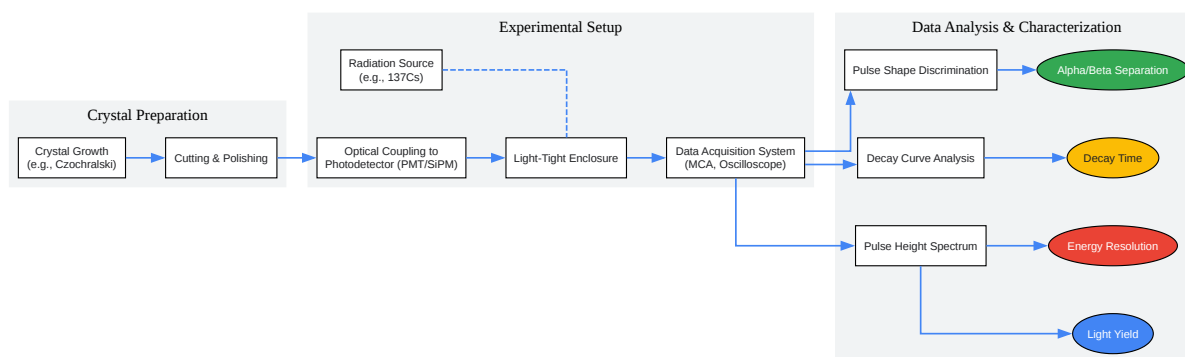 Crystal Preparation
Crystal Growth
(e.g., Czochralski)
Cutting & Polishing
Experimental Setup
Radiation Source
(e.g., 137Cs)
Optical Coupling to
Photodetector (PMT/SiPM)
Light-Tight Enclosure
Data Acquisition System
(MCA, Oscilloscope)
Data Analysis & Characterization
Pulse Shape Discrimination
Alpha/Beta Separation
Decay Curve Analysis
Decay Time
Pulse Height Spectrum
Energy Resolution
Light Yield